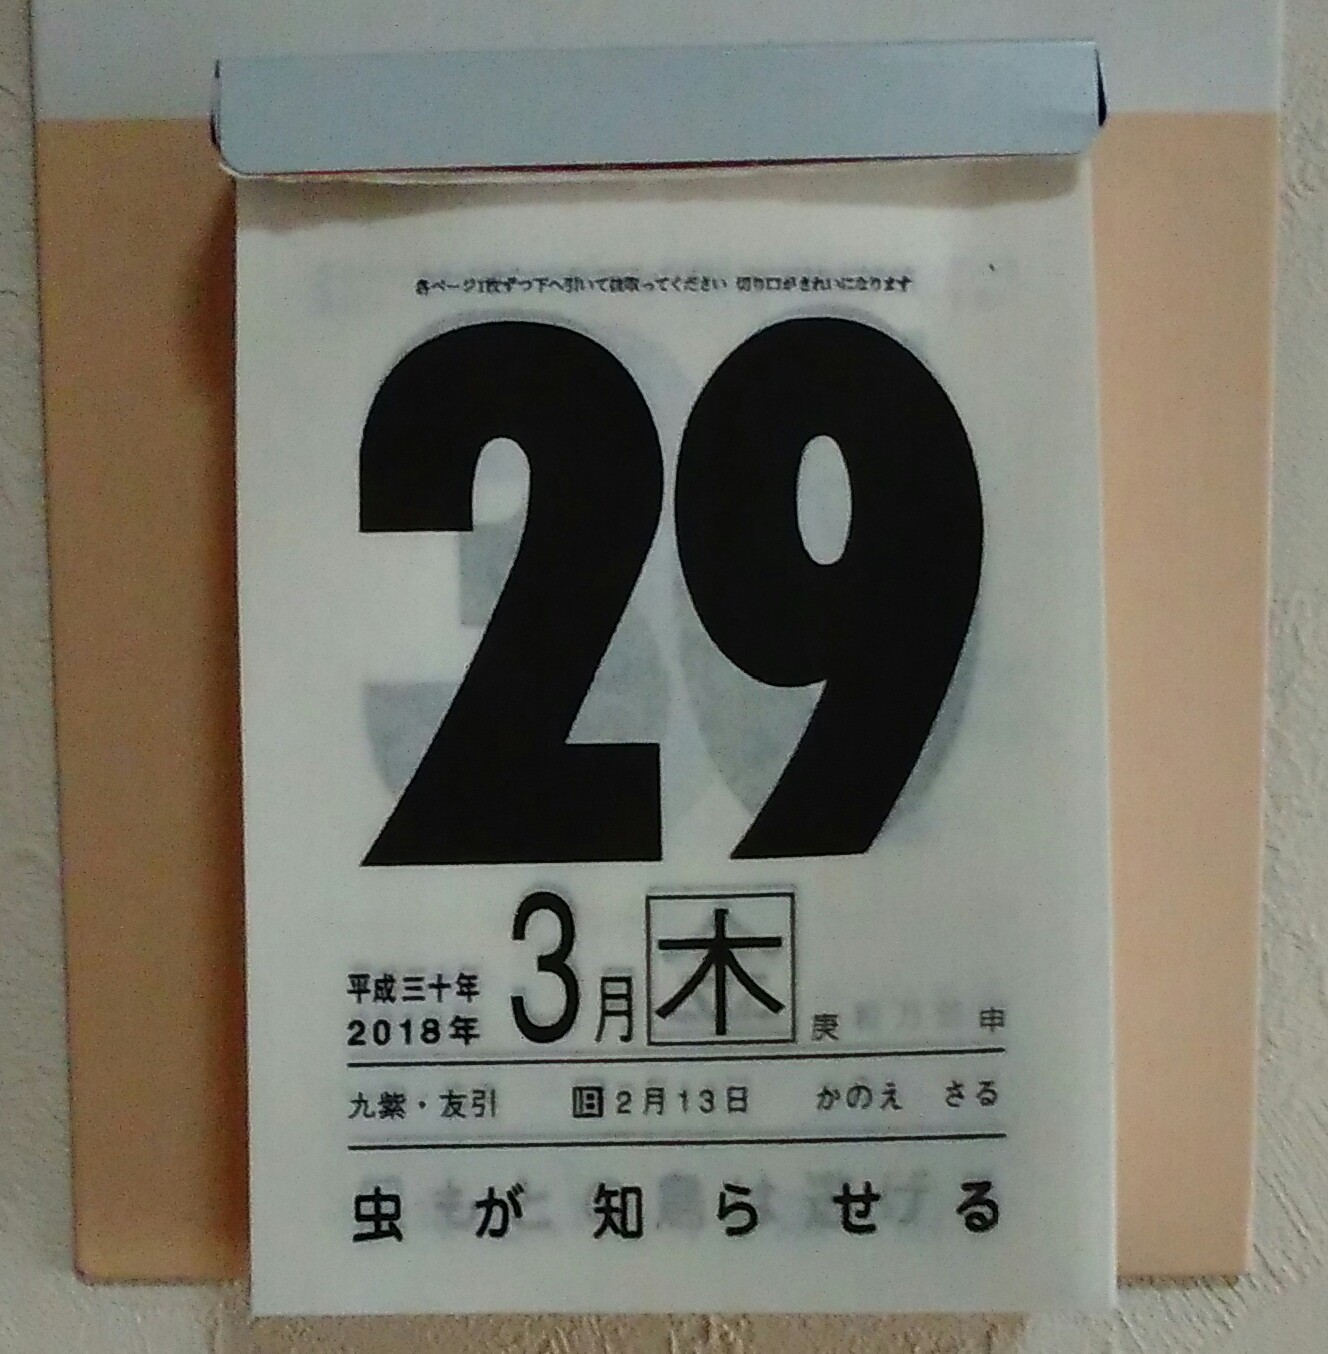 各ページ1枚ずつ下へ引いて抜取ってください 切り口がきれいになります
29
平成三十年
2018年
3月 木 庚 申
九紫・友引 旧2月13日 かのえ さる
虫が知らせる